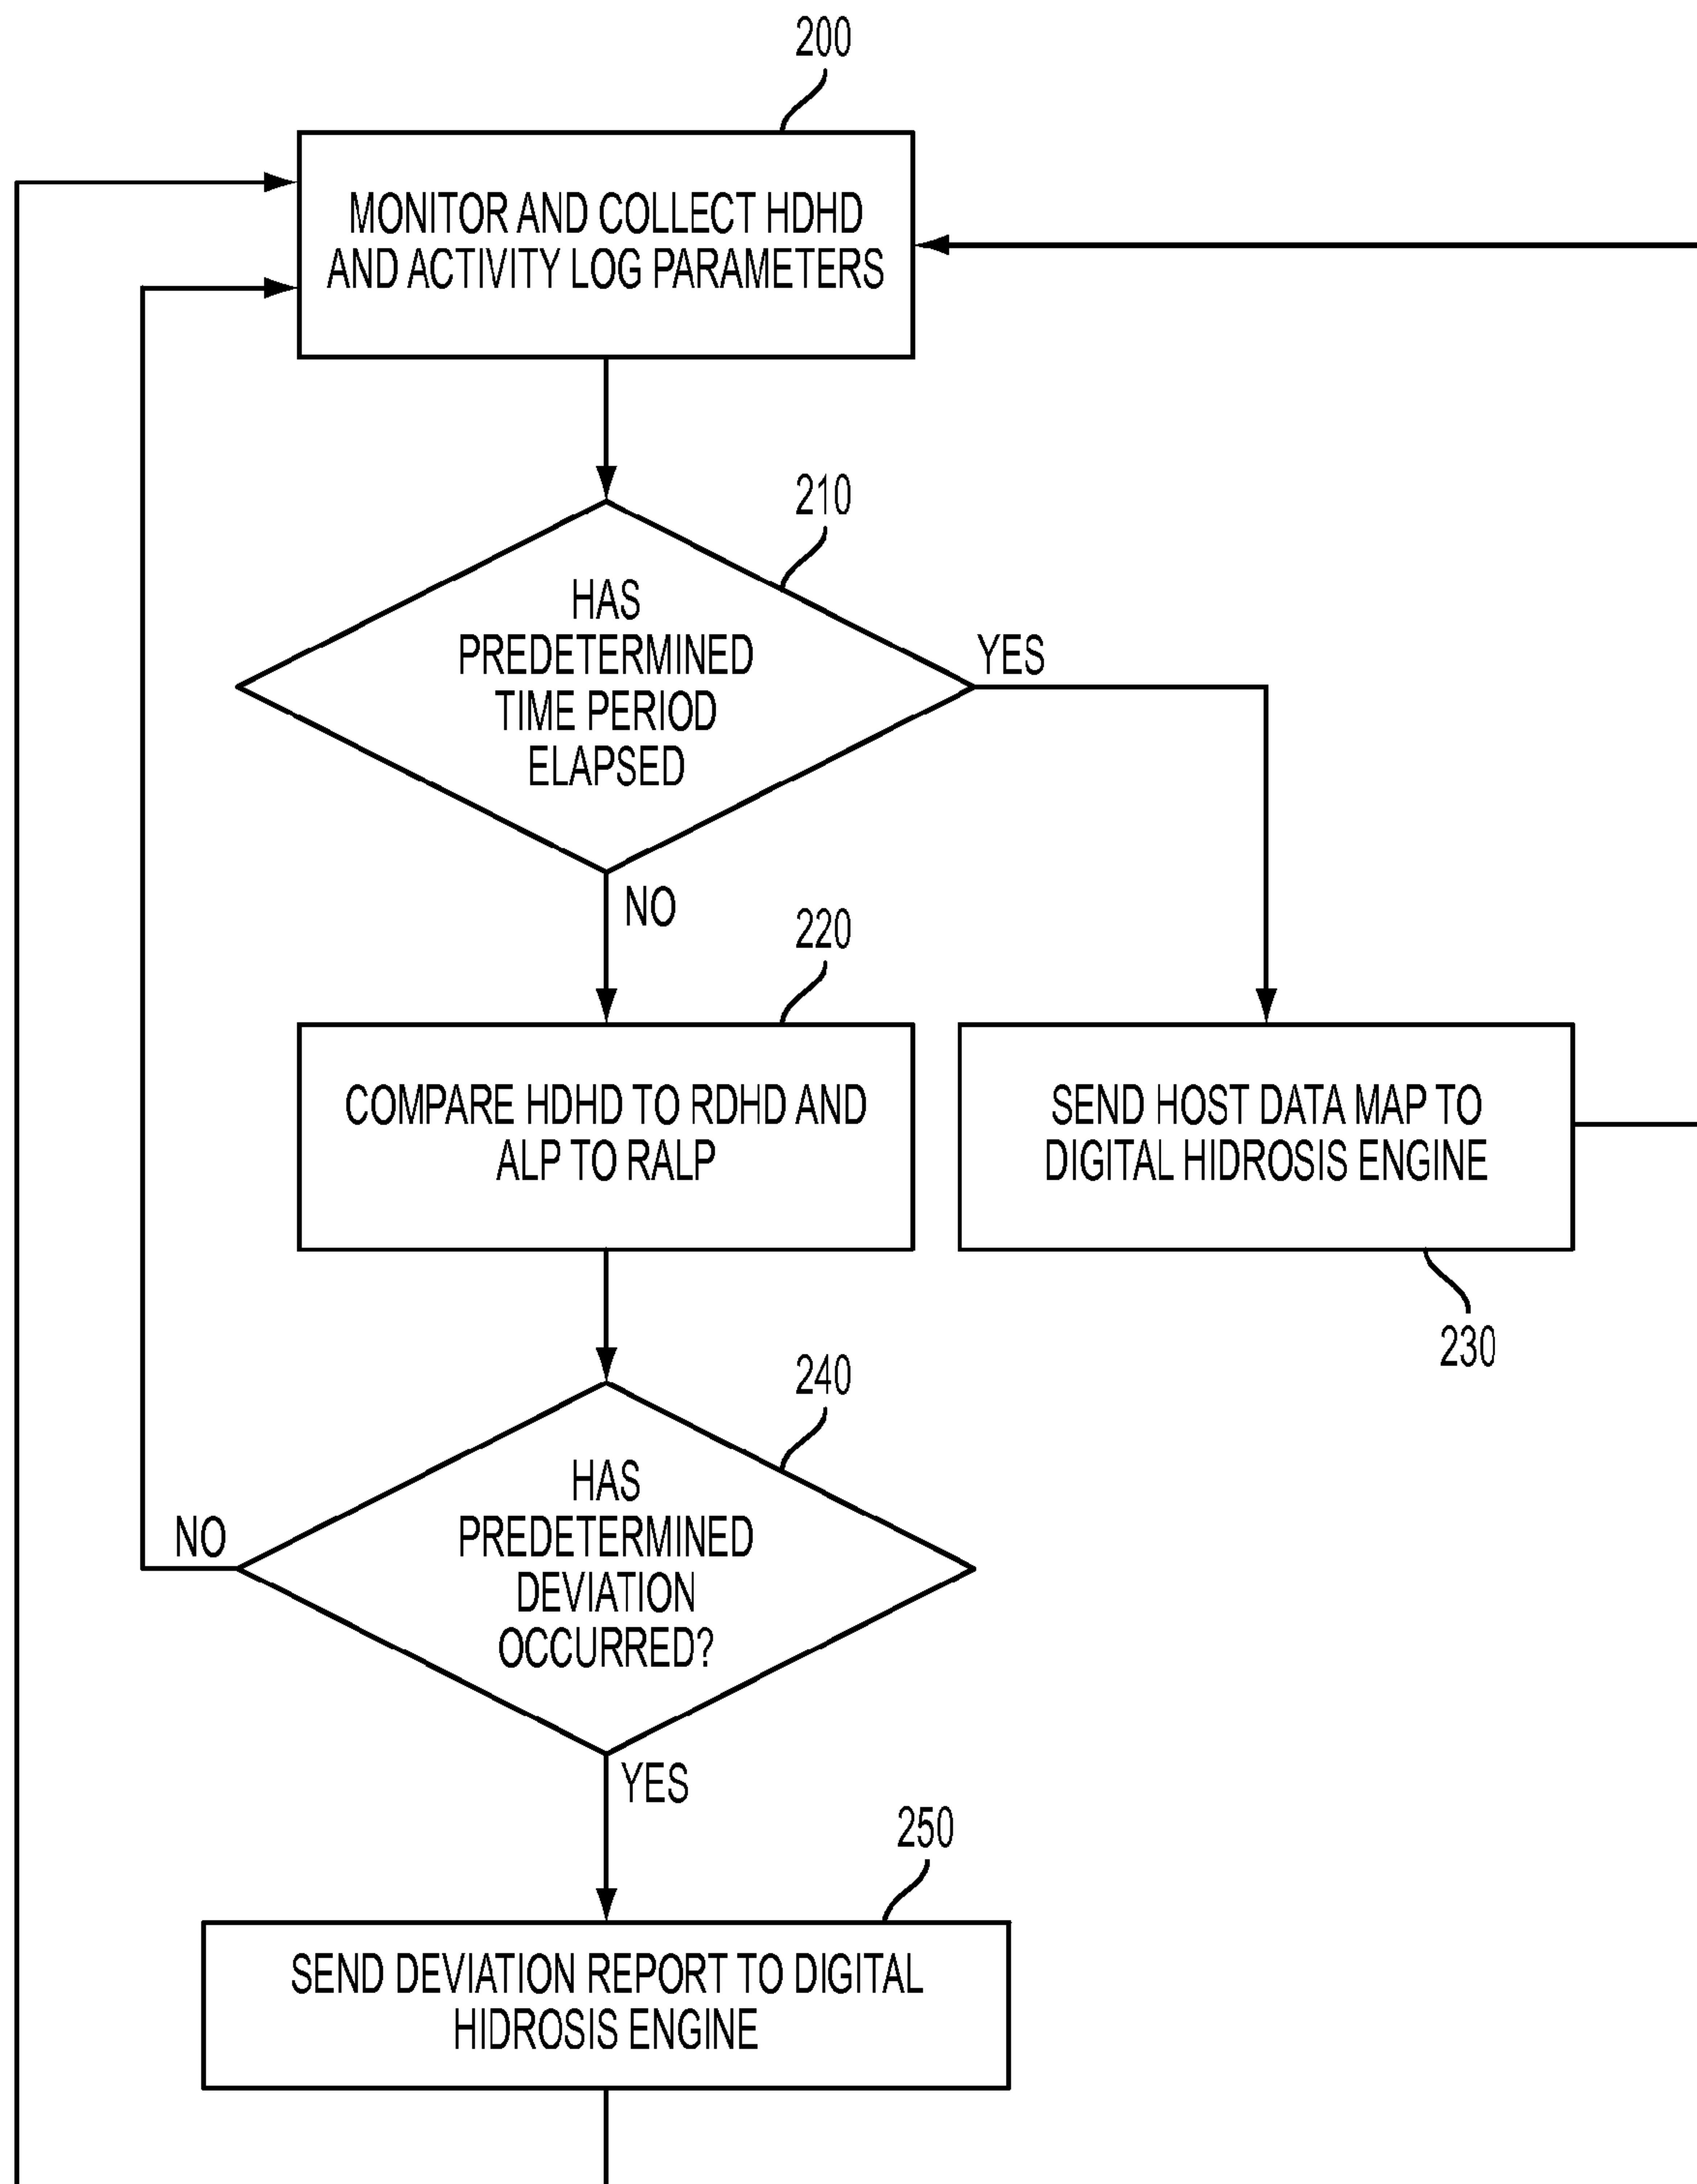 200
MONITOR AND COLLECT HDHD
AND ACTIVITY LOG PARAMETERS
210
HAS
PREDETERMINED
TIME PERIOD
ELAPSED
YES
NO
220
COMPARE HDHD TO RDHD AND
ALP TO RALP
SEND HOST DATA MAP TO
DIGITAL HIDROSIS ENGINE
230
240
HAS
PREDETERMINED
DEVIATION
OCCURRED?
NO
YES
250
SEND DEVIATION REPORT TO DIGITAL
HIDROSIS ENGINE